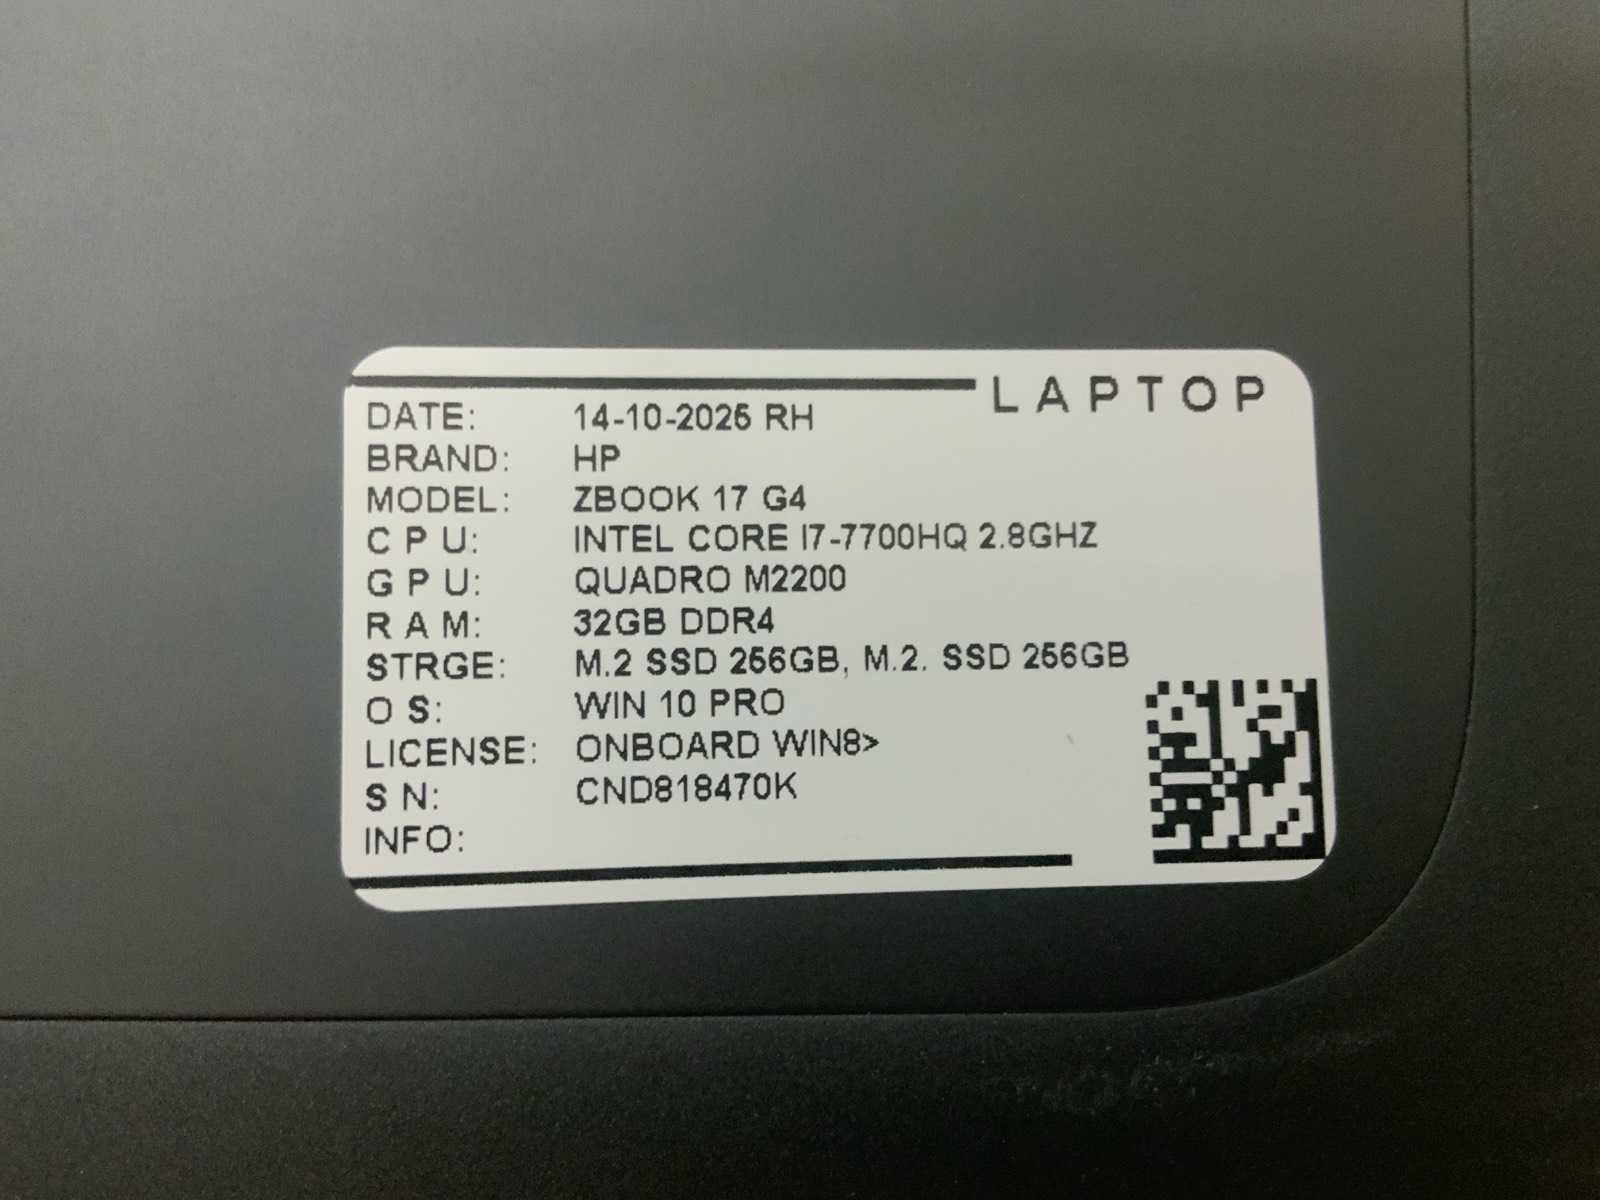 LAPTOP
DATE: 14-10-2025 RH
BRAND: HP
MODEL: ZBOOK 17 G4
C P U: INTEL CORE I7-7700HQ 2.8GHZ
G P U: QUADRO M2200
R A M: 32GB DDR4
STRGE: M.2 SSD 256GB, M.2. SSD 256GB
O S: WIN 10 PRO
LICENSE: ONBOARD WIN8>
S N: CND818470K
INFO: